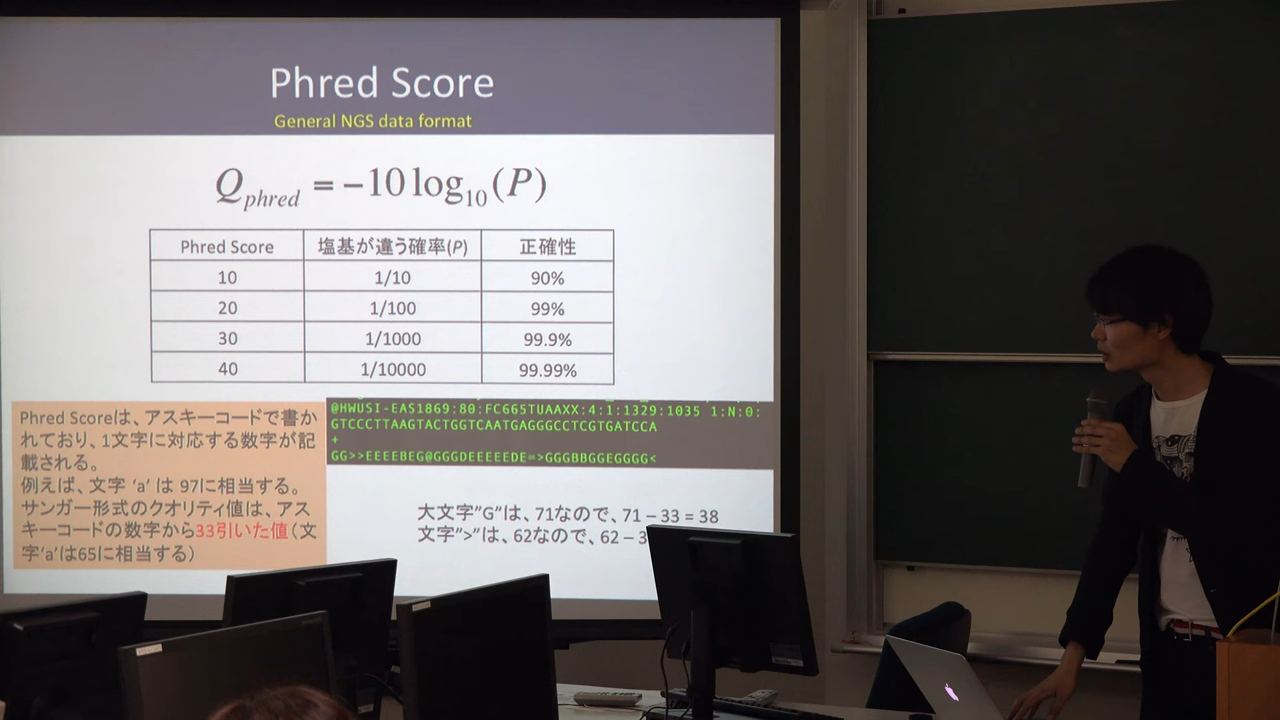 Phred Score
General NGS data format
Qphred = −10 log10(P)
Phred Score 塩基が違う確率(P) 正確性
10 1/10 90%
20 1/100 99%
30 1/1000 99.9%
40 1/10000 99.99%
Phred Scoreは、アスキーコードで書か
れており、1文字に対応する数字が記
載される。
例えば、文字 ‘a’ は 97に相当する。
サンガー形式のクオリティ値は、アス
キーコードの数字から33引いた値（文
字‘a’は65に相当する）
@HWUSI-EAS1869:80:FC665TUAAXX:4:1:1329:1035 1:N:0:
GTCCCTTAAGTACTGGTCAATGAGGGCCTCGTGATCCA
+
GG>>EEEEBEG@GGGDEEEEEDE=>GGGBBGGEGGGG<
大文字”G”は、71なので、71 − 33 = 38
文字”>”は、62なので、62 −